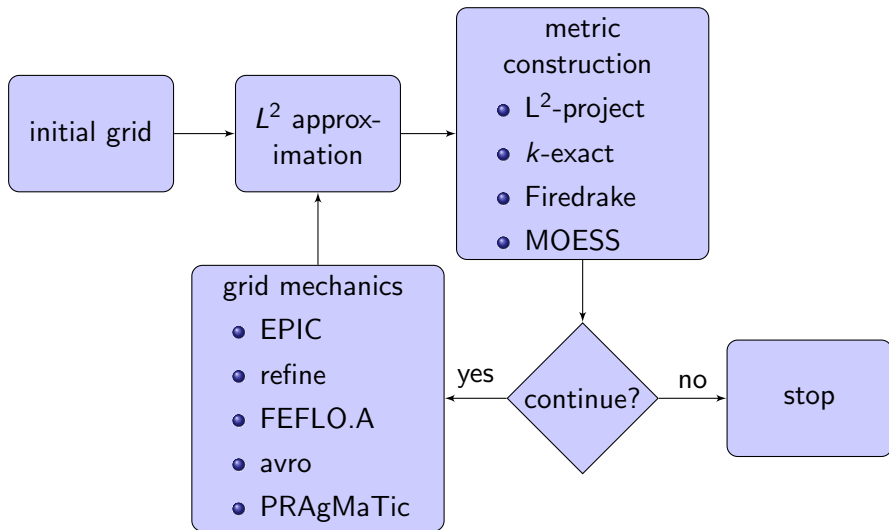 initial grid
L² approx-
imation
metric
construction
L²-project
k-exact
Firedrake
MOESS
grid mechanics
EPIC
refine
FEFLO.A
avro
PRAgMaTic
yes
continue?
no
stop